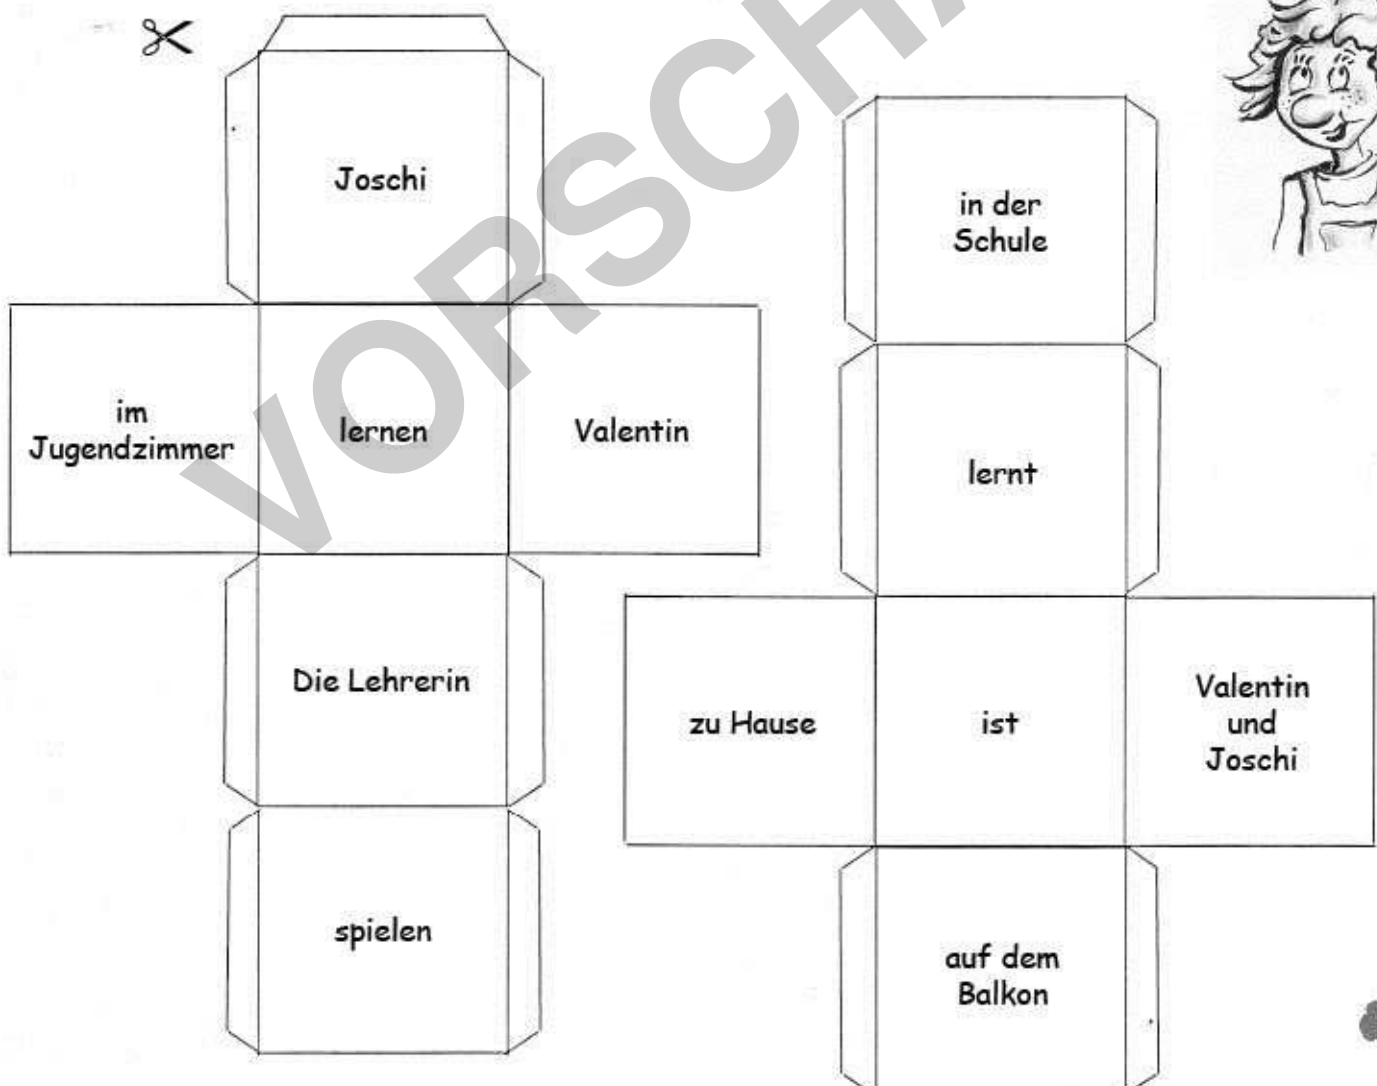 Joschi
im
Jugendzimmer
lernen
Valentin
Die Lehrerin
spielen
in der
Schule
lernt
zu Hause
ist
Valentin
und
Joschi
auf dem
Balkon